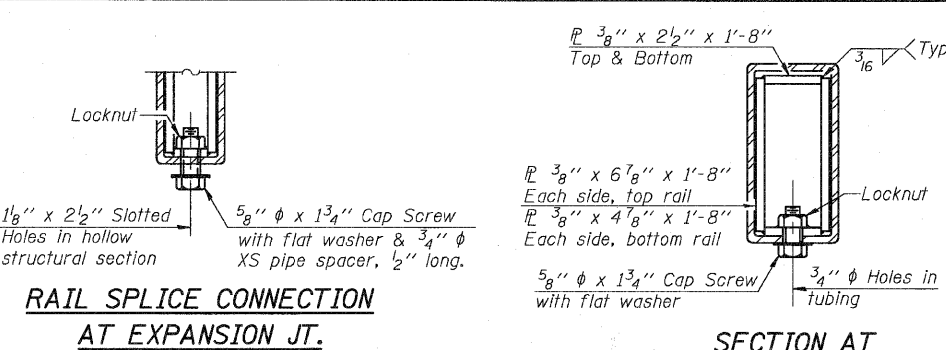 Locknut
1 1/8" x 2 1/2" Slotted
Holes in hollow
structural section
5/8" φ x 1 3/4" Cap Screw
with flat washer & 3/4" φ
XS pipe spacer, 1/2" long.
RAIL SPLICE CONNECTION
AT EXPANSION JT.
℄ 3/8" x 2 1/2" x 1'-8"
Top & Bottom
3/16
Typ
℄ 3/8" x 6 7/8" x 1'-8"
Each side, top rail
℄ 3/8" x 4 7/8" x 1'-8"
Each side, bottom rail
Locknut
5/8" φ x 1 3/4" Cap Screw
with flat washer
3/4" φ Holes in
tubing
SECTION AT